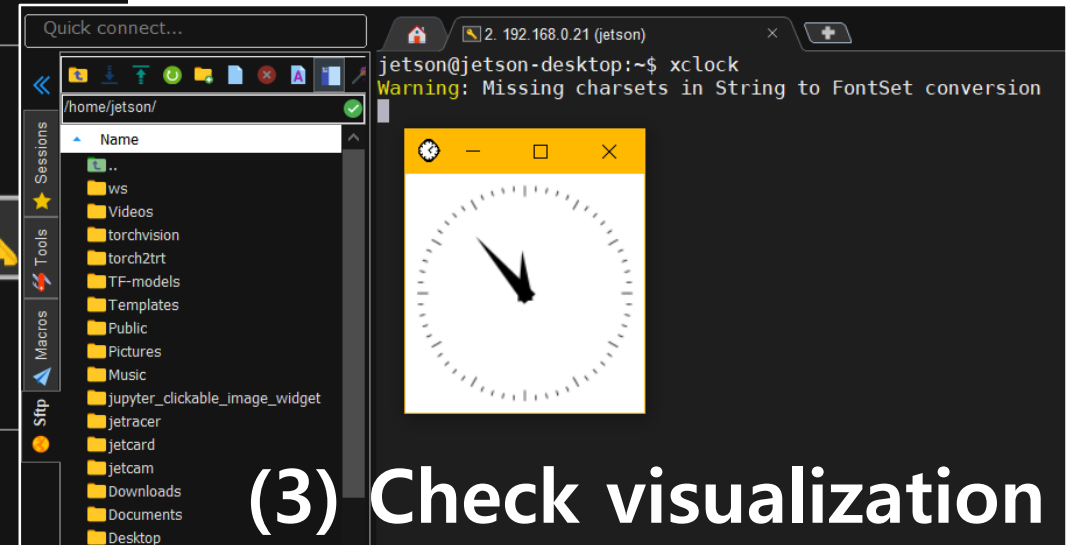 Quick connect...
2. 192.168.0.21 (jetson)
/home/jetson/
Name
..
ws
Videos
torchvision
torch2trt
TF-models
Templates
Public
Pictures
Music
jupyter_clickable_image_widget
jetracer
jetcard
jetcam
Downloads
Documents
Desktop
Sessions
Tools
Macros
Sftp
jetson@jetson-desktop:~$ xclock
Warning: Missing charsets in String to FontSet conversion
(3) Check visualization